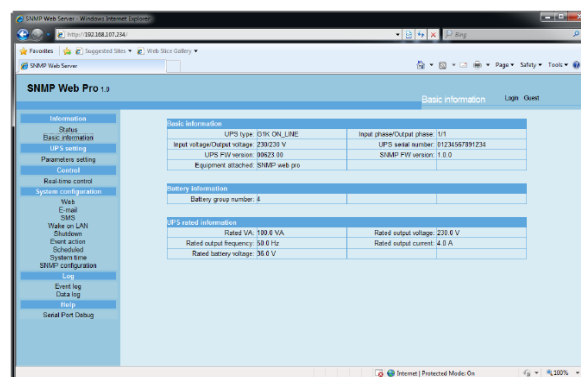 SNMP Web Server - Windows Internet Explorer
http://192.168.107.234/
Bing
Favorites Suggested Sites Web Slice Gallery
SNMP Web Server Page Safety Tools
SNMP Web Pro 1.0
Basic information Login Guest
Information
Status
Basic information
UPS setting
Parameters setting
Control
Real-time control
System configuration
Web
E-mail
SMS
Wake on LAN
Shutdown
Event action
Scheduled
System time
SNMP configuration
Log
Event log
Data log
Help
Serial Port Debug
Basic information
UPS type: G1K ON_LINE Input phase/Output phase: 1/1
Input voltage/Output voltage: 230/230 V UPS serial number: 01234567891234
UPS FW version: 00623.00 SNMP FW version: 1.0.0
Equipment attached: SNMP web pro
Battery information
Battery group number: 4
UPS rated information
Rated VA: 100.0 VA Rated output voltage: 230.0 V
Rated output frequency: 50.0 Hz Rated output current: 4.0 A
Rated battery voltage: 36.0 V
Internet | Protected Mode: On 100%